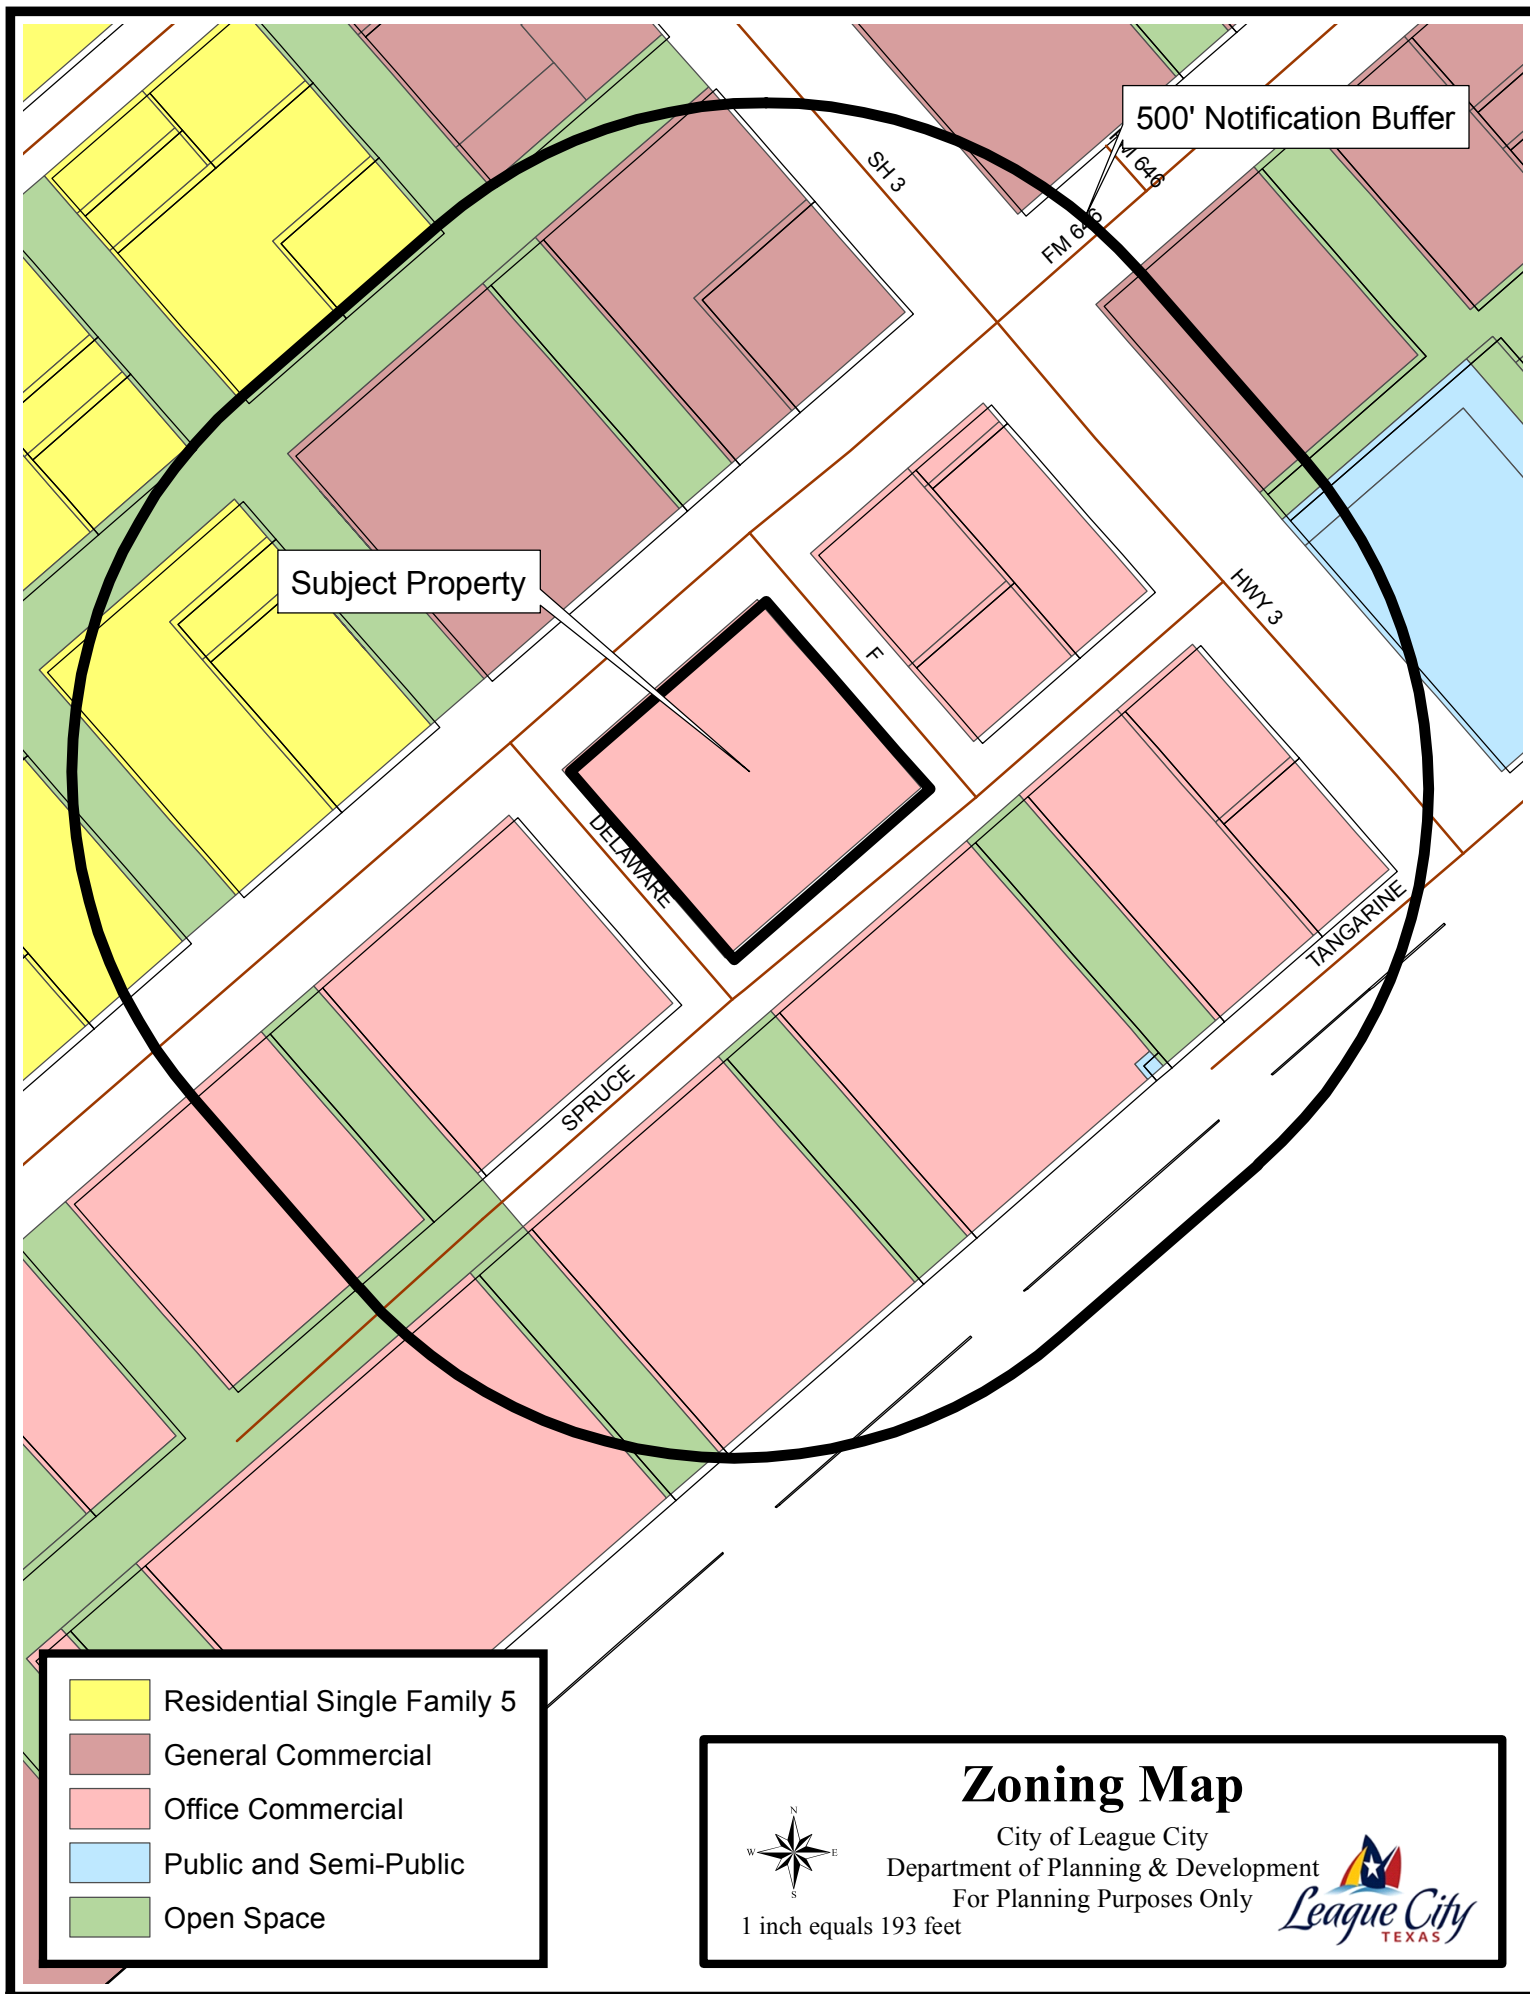 500' Notification Buffer
SH 3
FM 646
FM 646
Subject Property
HWY 3
F
DELAWARE
TANGARINE
SPRUCE
Residential Single Family 5
General Commercial
Office Commercial
Public and Semi-Public
Open Space
Zoning Map
City of League City
Department of Planning & Development
For Planning Purposes Only
1 inch equals 193 feet
N
W
E
S
League City
TEXAS